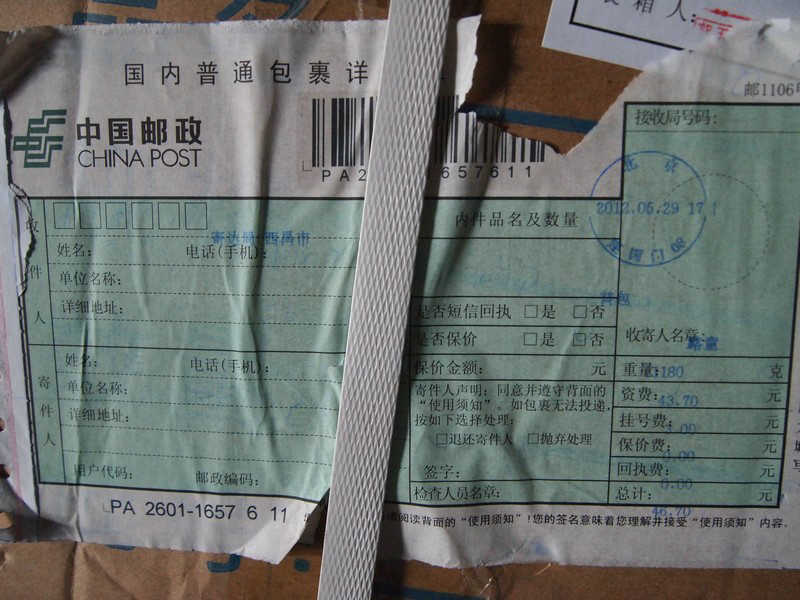 装箱人:
国内普通包裹详
邮1106
中国邮政
CHINA POST
PA2 657611
接收局号码:
北京
2012.05.29 17
收件人
姓名:
电话(手机):
单位名称:
详细地址:
内件品名及数量
是否短信回执 □是 □否
是否保价 □是 □否
保价金额: 元
收寄人名章:
寄件人
姓名:
电话(手机):
单位名称:
详细地址:
用户代码:
邮政编码:
寄件人声明:同意并遵守背面的
“使用须知”。如包裹无法投递,
按如下选择处理:
□退还寄件人 □抛弃处理
签字:
检查人员名章:
重量:180 克
资费:43.70 元
挂号费: .00 元
保价费: .00 元
回执费:0.00 元
总计:46.70 元
PA 2601-1657 6 11
阅读背面的“使用须知”!您的签名意味着您理解并接受“使用须知”内容.